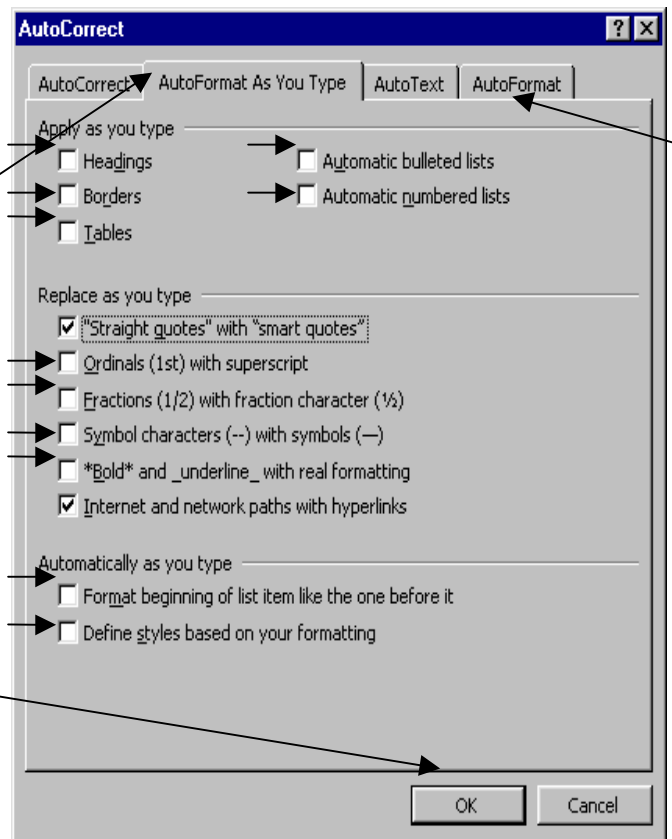 AutoCorrect
AutoCorrect AutoFormat As You Type AutoText AutoFormat
Apply as you type
Headings Automatic bulleted lists
Borders Automatic numbered lists
Tables
Replace as you type
"Straight quotes" with “smart quotes”
Ordinals (1st) with superscript
Fractions (1/2) with fraction character (½)
Symbol characters (--) with symbols (—)
*Bold* and _underline_ with real formatting
Internet and network paths with hyperlinks
Automatically as you type
Format beginning of list item like the one before it
Define styles based on your formatting
OK Cancel